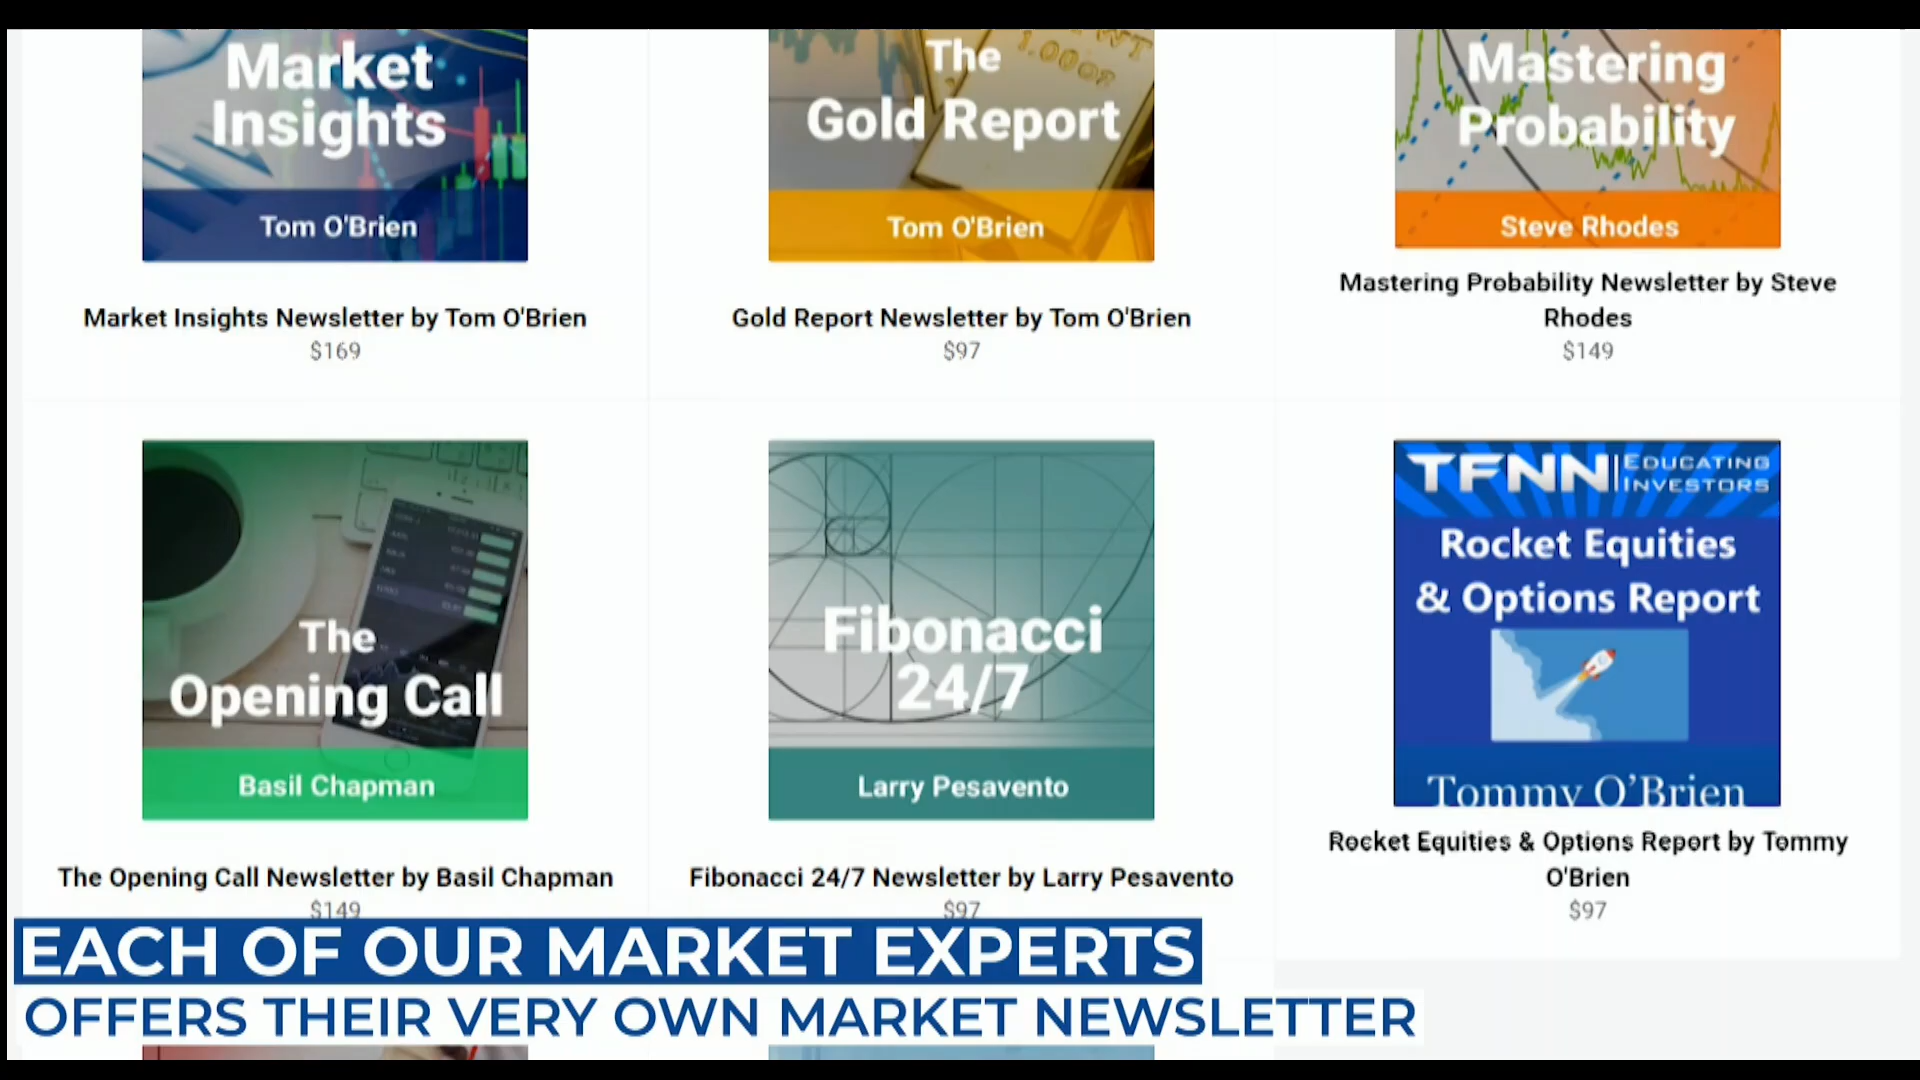 Market
Insights
Tom O'Brien
Market Insights Newsletter by Tom O'Brien
$169
1.00oz
The
Gold Report
Tom O'Brien
Gold Report Newsletter by Tom O'Brien
$97
Mastering
Probability
Steve Rhodes
Mastering Probability Newsletter by Steve
Rhodes
$149
The
Opening Call
Basil Chapman
The Opening Call Newsletter by Basil Chapman
$149
Fibonacci
24/7
Larry Pesavento
Fibonacci 24/7 Newsletter by Larry Pesavento
$97
TFNN EDUCATING
INVESTORS
Rocket Equities
& Options Report
Tommy O'Brien
Rocket Equities & Options Report by Tommy
O'Brien
$97
EACH OF OUR MARKET EXPERTS
OFFERS THEIR VERY OWN MARKET NEWSLETTER